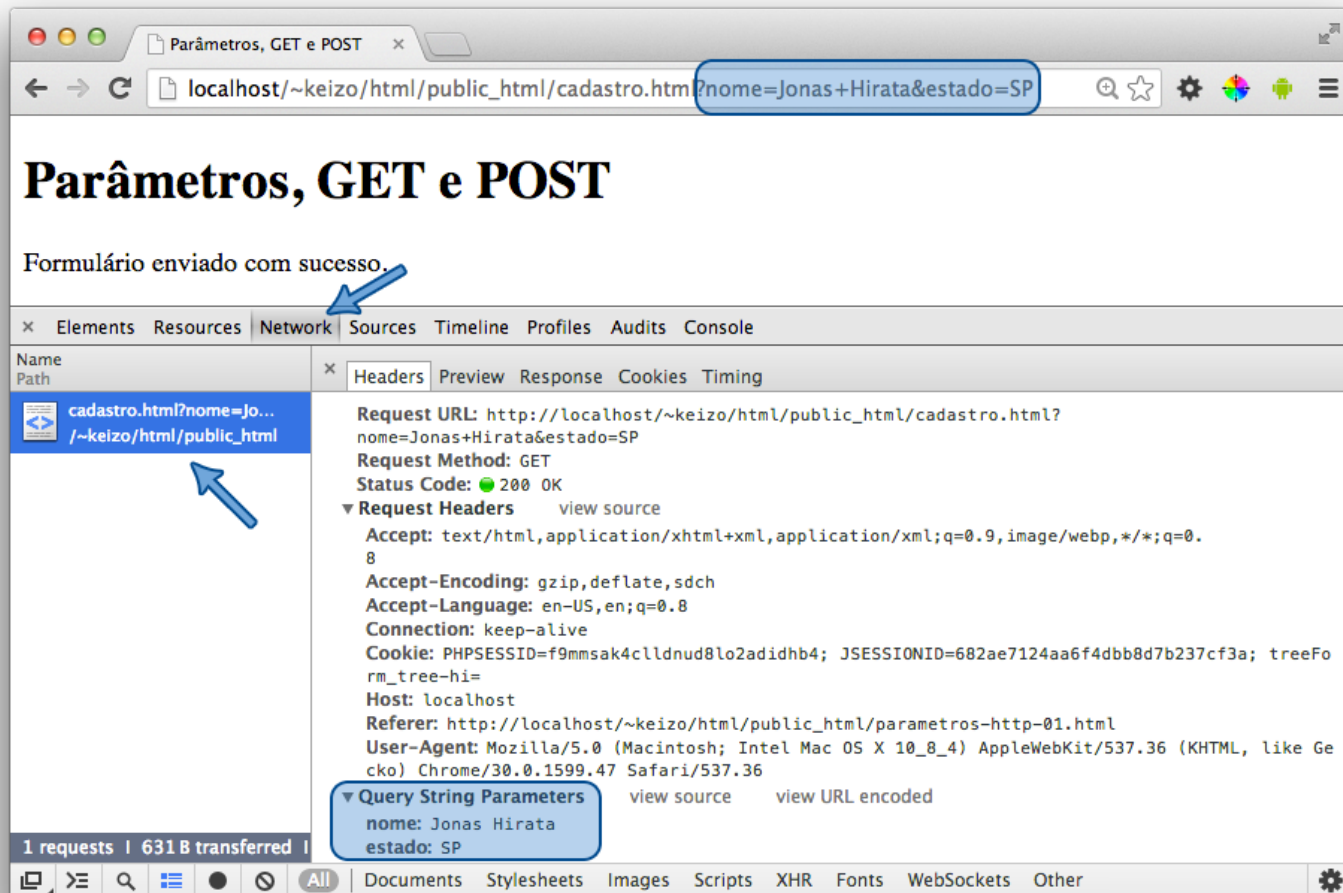 Parâmetros, GET e POST ×
localhost/~keizo/html/public_html/cadastro.html?nome=Jonas+Hirata&estado=SP
Parâmetros, GET e POST
Formulário enviado com sucesso.
× Elements Resources Network Sources Timeline Profiles Audits Console
Name
Path
× Headers Preview Response Cookies Timing
cadastro.html?nome=Jo...
/~keizo/html/public_html
Request URL: http://localhost/~keizo/html/public_html/cadastro.html?
nome=Jonas+Hirata&estado=SP
Request Method: GET
Status Code: 200 OK
▼ Request Headers view source
Accept: text/html,application/xhtml+xml,application/xml;q=0.9,image/webp,*/*;q=0.
8
Accept-Encoding: gzip,deflate,sdch
Accept-Language: en-US,en;q=0.8
Connection: keep-alive
Cookie: PHPSESSID=f9mmsak4clldnud8lo2adidhb4; JSESSIONID=682ae7124aa6f4dbb8d7b237cf3a; treeFo
rm_tree-hi=
Host: localhost
Referer: http://localhost/~keizo/html/public_html/parametros-http-01.html
User-Agent: Mozilla/5.0 (Macintosh; Intel Mac OS X 10_8_4) AppleWebKit/537.36 (KHTML, like Ge
cko) Chrome/30.0.1599.47 Safari/537.36
▼ Query String Parameters view source view URL encoded
nome: Jonas Hirata
estado: SP
1 requests | 631 B transferred |
All Documents Stylesheets Images Scripts XHR Fonts WebSockets Other